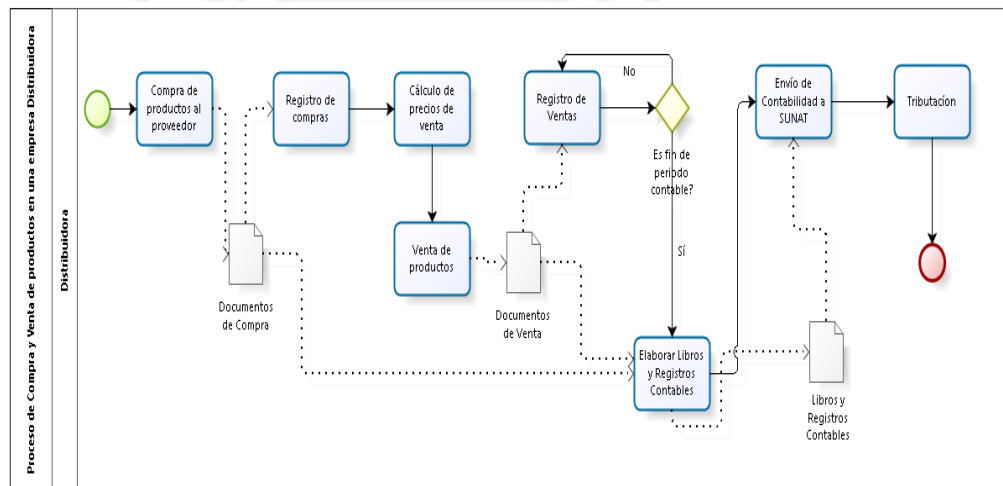 Proceso de Compra y Venta de productos en una empresa Distribuidora
Distribuidora
Compra de
productos al
proveedor
Registro de
compras
Cálculo de
precios de
venta
Registro de
Ventas
No
Es fin de
periodo
contable?
Envío de
Contabilidad a
SUNAT
Tributacíon
Venta de
productos
Sí
Documentos
de Compra
Documentos
de Venta
Elaborar Libros
y Registros
Contables
Libros y
Registros
Contables